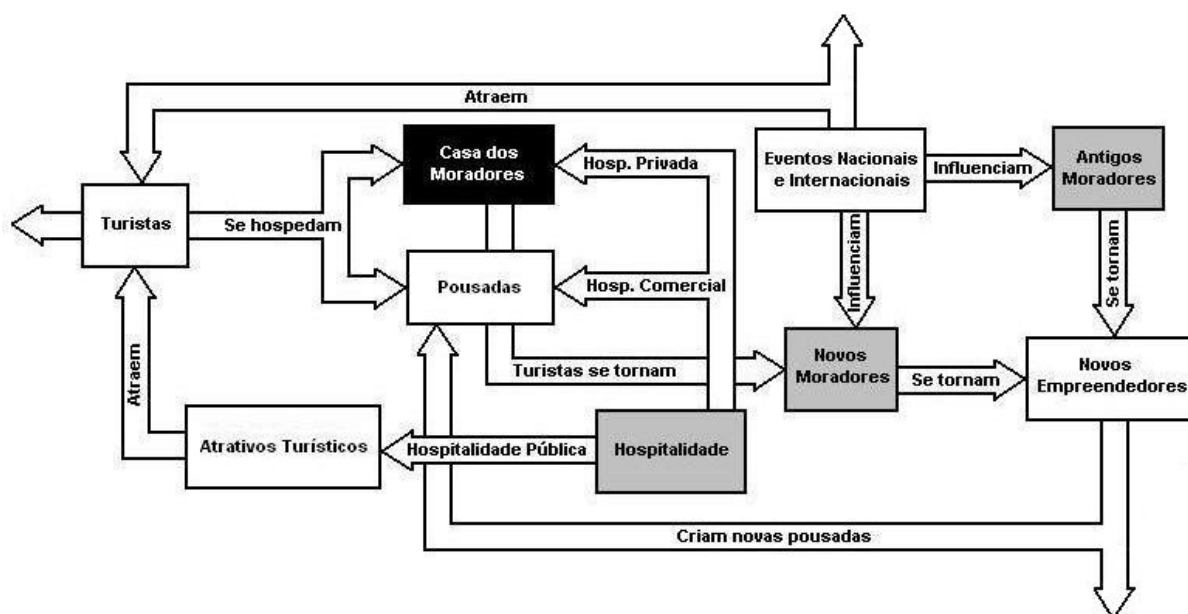 Atraem
Casa dos
Moradores
Hosp. Privada
Eventos Nacionais
e Internacionais
Influenciam
Antigos
Moradores
Turistas
Se hospedam
Pousadas
Hosp. Comercial
Influenciam
Se tornam
Atraem
Turistas se tornam
Novos
Moradores
Se tornam
Novos
Empreendedores
Atrativos Turísticos
Hospitalidade Pública
Hospitalidade
Criam novas pousadas